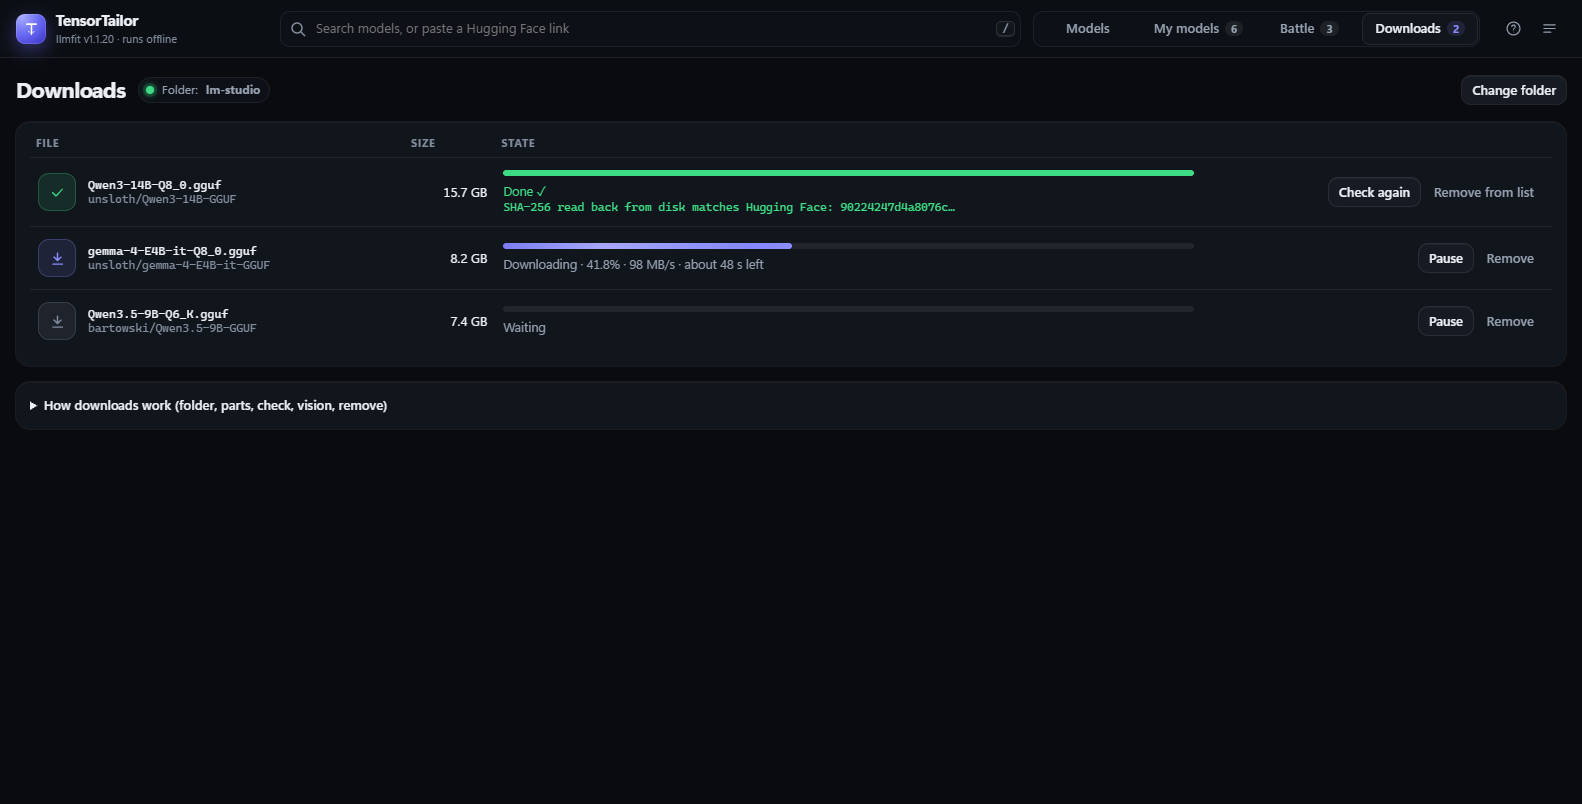 TensorTailor
llmfit v1.1.20 · runs offline
Search models, or paste a Hugging Face link
/
Models
My models 6
Battle 3
Downloads 2
Downloads
Folder: lm-studio
Change folder
FILE SIZE STATE
Qwen3-14B-Q8_0.gguf
unsloth/Qwen3-14B-GGUF
15.7 GB
Done ✓
SHA-256 read back from disk matches Hugging Face: 90224247d4a8076c…
Check again
Remove from list
gemma-4-E4B-it-Q8_0.gguf
unsloth/gemma-4-E4B-it-GGUF
8.2 GB
Downloading · 41.8% · 98 MB/s · about 48 s left
Pause
Remove
Qwen3.5-9B-Q6_K.gguf
bartowski/Qwen3.5-9B-GGUF
7.4 GB
Waiting
Pause
Remove
How downloads work (folder, parts, check, vision, remove)